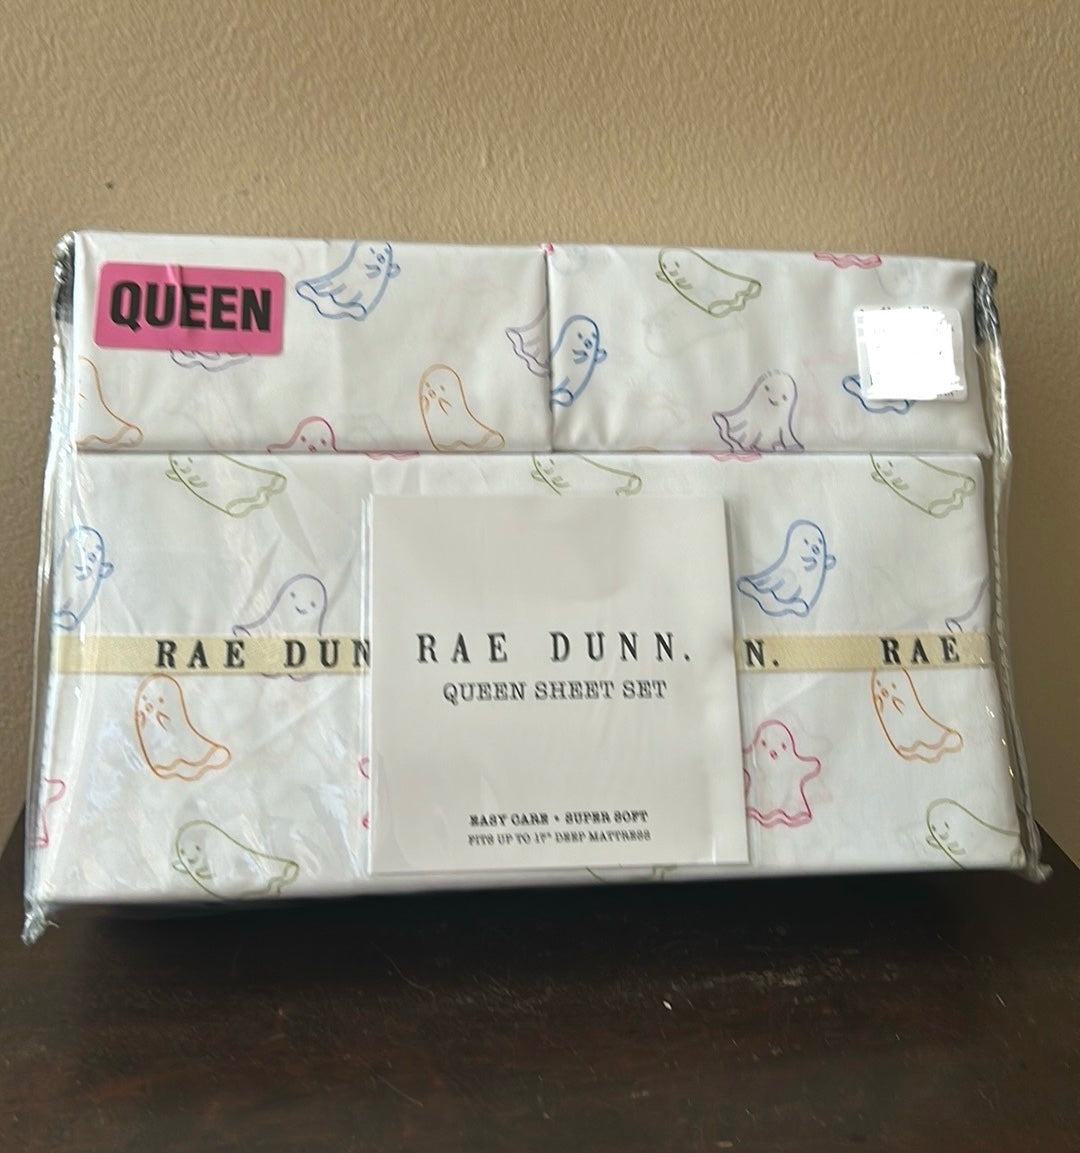 QUEEN
RAE DUN
N.
RAE
RAE DUNN.
QUEEN SHEET SET
EASY CARE • SUPER SOFT
FITS UP TO 17" DEEP MATTRESS